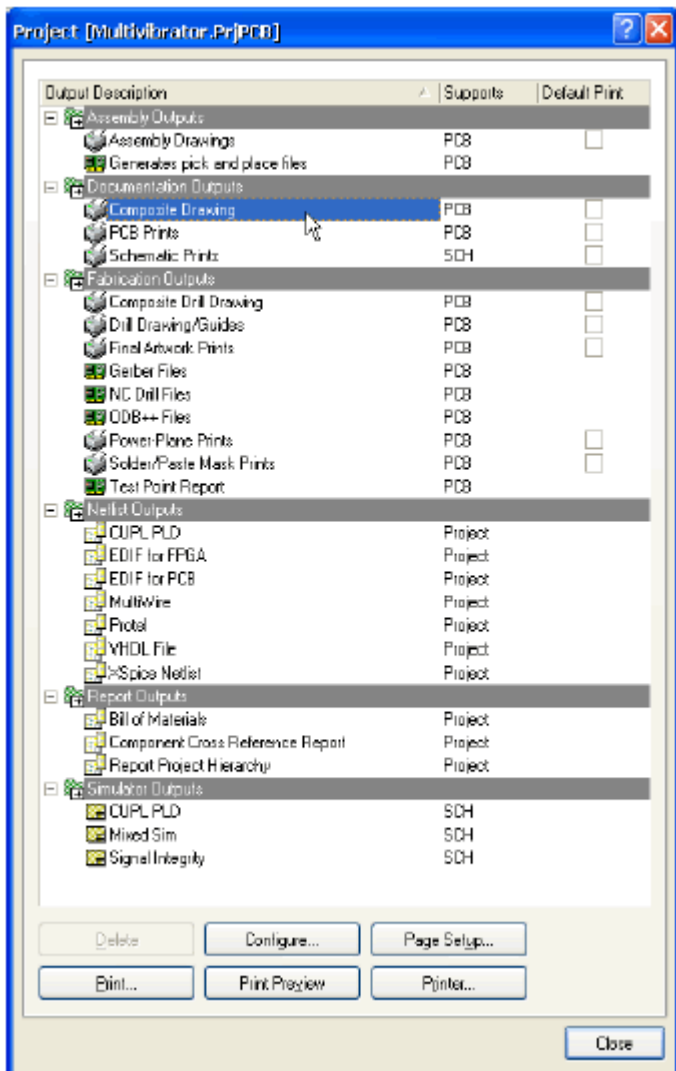 Project [Multivibrator.PrjPCB]
Output Description Supports Default Print
Assembly Outputs
Assembly Drawings PCB
Generates pick and place files PCB
Documentation Outputs
Composite Drawing PCB
PCB Prints PCB
Schematic Prints SCH
Fabrication Outputs
Composite Drill Drawing PCB
Drill Drawing/Guides PCB
Final Artwork Prints PCB
Gerber Files PCB
NC Drill Files PCB
ODB++ Files PCB
Power-Plane Prints PCB
Solder/Paste Mask Prints PCB
Test Point Report PCB
Netlist Outputs
CUPL PLD Project
EDIF for FPGA Project
EDIF for PCB Project
MultiWire Project
Protel Project
VHDL File Project
XSpice Netlist Project
Report Outputs
Bill of Materials Project
Component Cross Reference Report Project
Report Project Hierarchy Project
Simulator Outputs
CUPL PLD SCH
Mixed Sim SCH
Signal Integrity SCH
Delete Configure... Page Setup...
Print... Print Preview Printer...
Close